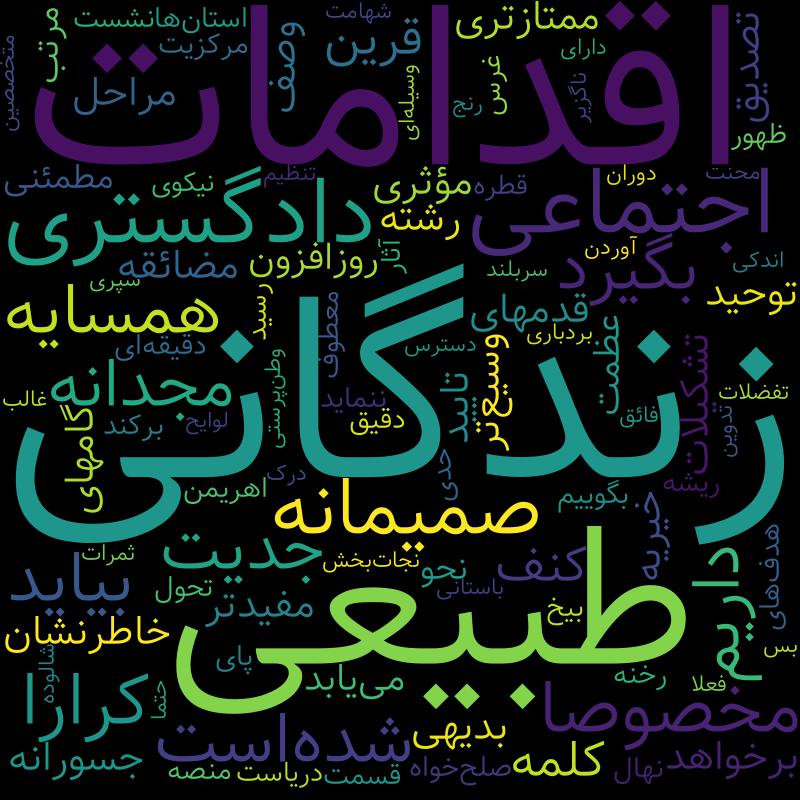 استان‌هانشست
شهامت
ممتازتری
مرتب
وصف
مرکزیت
قرین
دارای
غرس
تصدیق
متخصصین
اقدامات
مراحل
وسیله‌ای
رنج
ناگزیر
ظهور
مطمئنی
نیکوی
تنظیم
مؤثری
قطره
دوران
محنت
دادگستری
رشته
اجتماعی
آثار
روزافزون
مضائقه
سربلند
آوردن
بگیرد
اندکی
سپری
توحید
همسایه
رسید
معطوف
قدمهای
دقیقه‌ای
دسترس
وسیع‌تر
بردباری
عظمت
زندگانی
تشکیلات
مجدانه
وطن‌پرستی
تایید
تفضلات
غالب
ننماید
گامهای
برکند
لوایح
دقیق
فائق
تدوین
درک
جدی
اهریمن
ریشه
صمیمانه
بگوییم
خیریه
هدف‌های
ثمرات
جدیت
نجات‌بخش
نحو
کنف
داریم
بیاید
تحول
مفیدتر
باستانی
بیخ
طبیعی
خاطرنشان
بس
شالوده
پای
رخنه
فعلا
می‌یابد
کرارا
حتما
مخصوصا
بدیهی
شده‌است
جسورانه
برخواهد
کلمه
نهال
صلح‌خواه
قسمت
دریاست
منصه